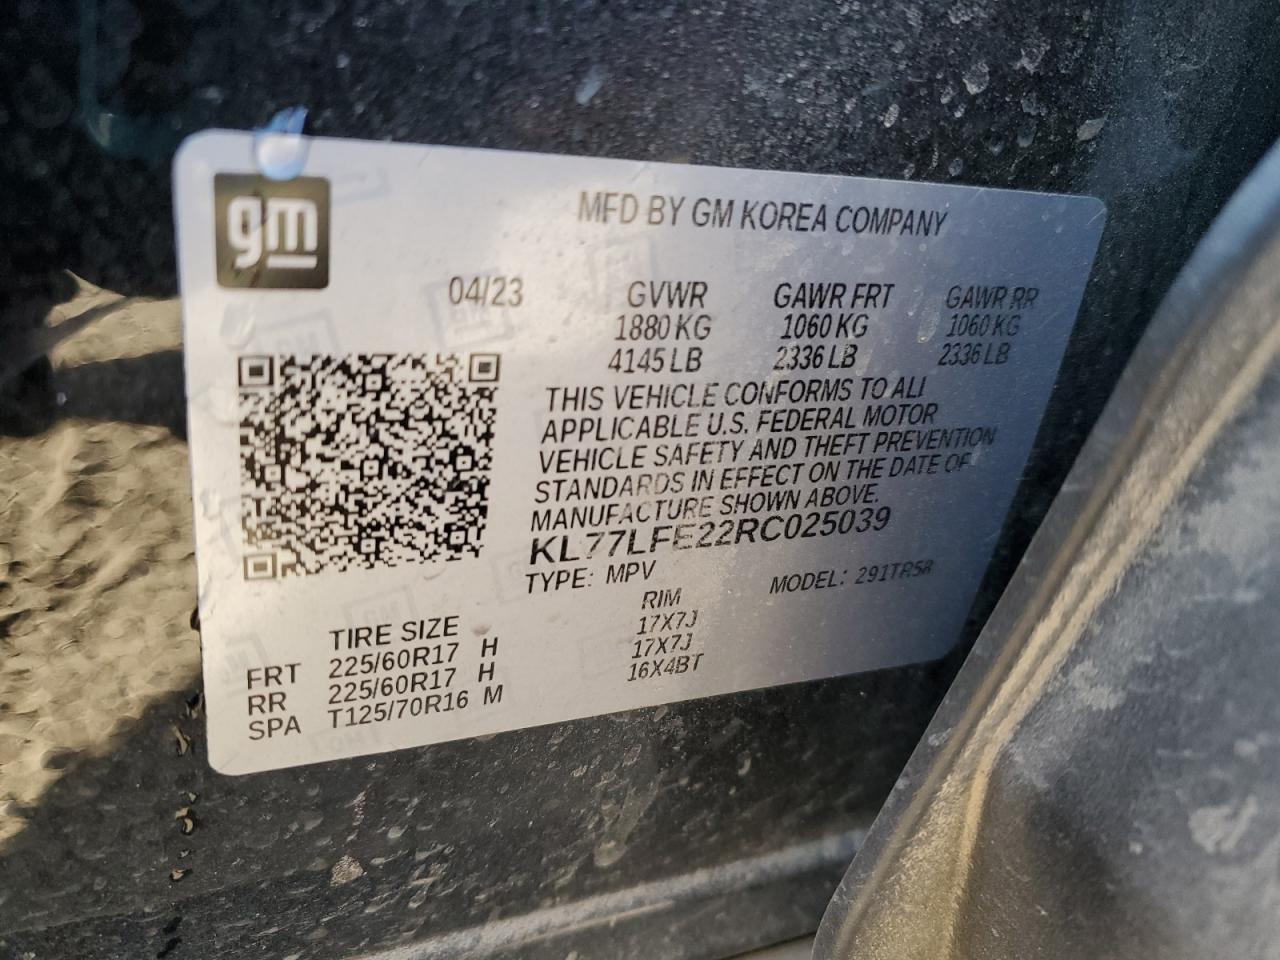 gm
MFD BY GM KOREA COMPANY
04/23 GVWR GAWR FRT GAWR RR
1880 KG 1060 KG 1060 KG
4145 LB 2336 LB 2336 LB
THIS VEHICLE CONFORMS TO ALL
APPLICABLE U.S. FEDERAL MOTOR
VEHICLE SAFETY AND THEFT PREVENTION
STANDARDS IN EFFECT ON THE DATE OF
MANUFACTURE SHOWN ABOVE.
KL77LFE22RC025039
TYPE: MPV MODEL: 291TR58
TIRE SIZE RIM
FRT 225/60R17 H 17X7J
RR 225/60R17 H 17X7J
SPA T125/70R16 M 16X4BT